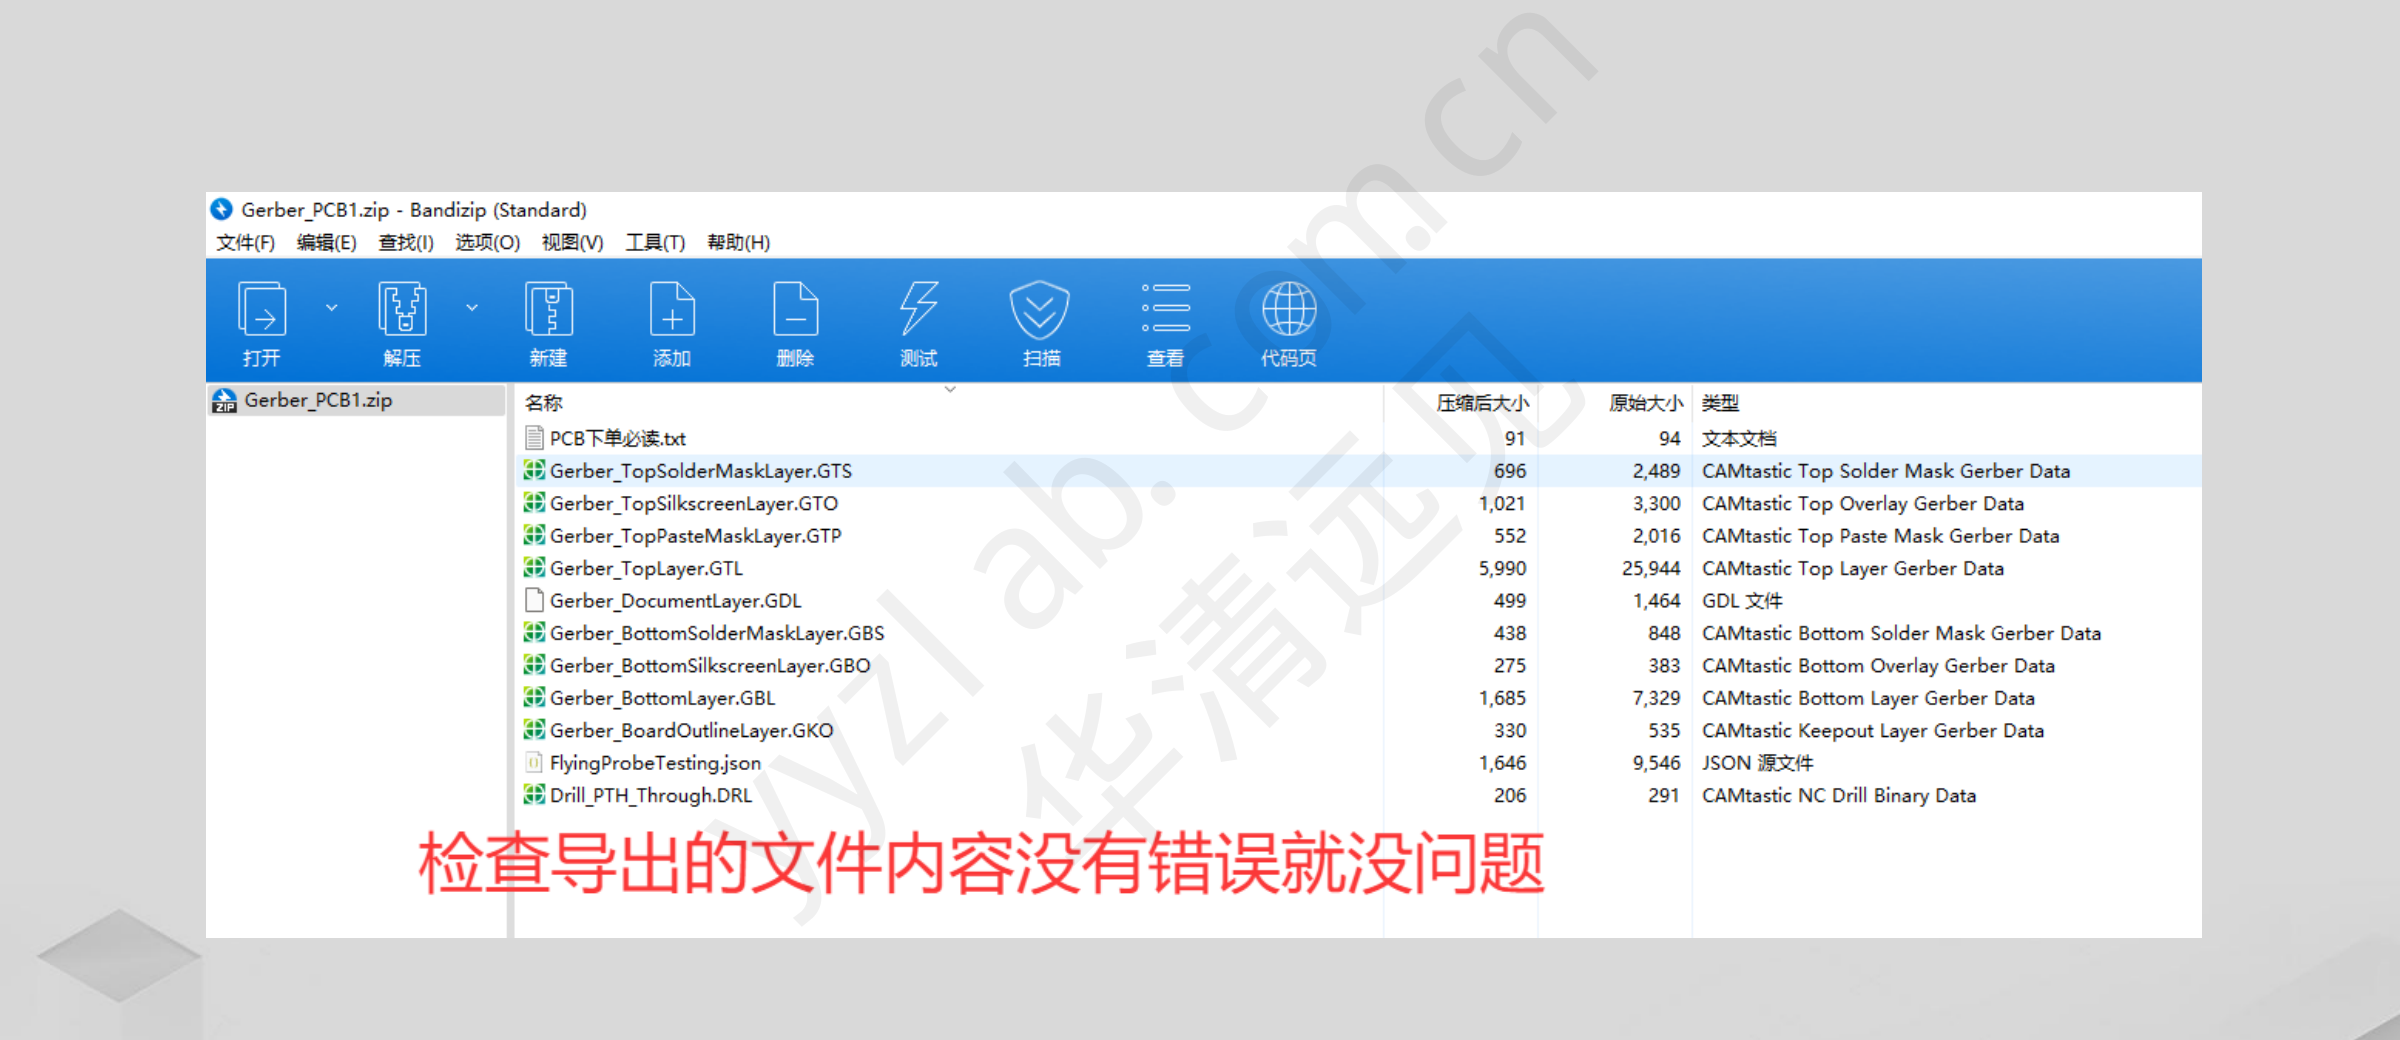 Gerber_PCB1.zip - Bandizip (Standard)
文件(F) 编辑(E) 查找(I) 选项(O) 视图(V) 工具(T) 帮助(H)
打开 解压 新建 添加 删除 测试 扫描 查看 代码页
ZIP Gerber_PCB1.zip
名称 压缩后大小 原始大小 类型
PCB下单必读.txt 91 94 文本文档
Gerber_TopSolderMaskLayer.GTS 696 2,489 CAMtastic Top Solder Mask Gerber Data
Gerber_TopSilkscreenLayer.GTO 1,021 3,300 CAMtastic Top Overlay Gerber Data
Gerber_TopPasteMaskLayer.GTP 552 2,016 CAMtastic Top Paste Mask Gerber Data
Gerber_TopLayer.GTL 5,990 25,944 CAMtastic Top Layer Gerber Data
Gerber_DocumentLayer.GDL 499 1,464 GDL 文件
Gerber_BottomSolderMaskLayer.GBS 438 848 CAMtastic Bottom Solder Mask Gerber Data
Gerber_BottomSilkscreenLayer.GBO 275 383 CAMtastic Bottom Overlay Gerber Data
Gerber_BottomLayer.GBL 1,685 7,329 CAMtastic Bottom Layer Gerber Data
Gerber_BoardOutlineLayer.GKO 330 535 CAMtastic Keepout Layer Gerber Data
FlyingProbeTesting.json 1,646 9,546 JSON 源文件
Drill_PTH_Through.DRL 206 291 CAMtastic NC Drill Binary Data
检查导出的文件内容没有错误就没问题
yyzlab.com.cn
华清远见